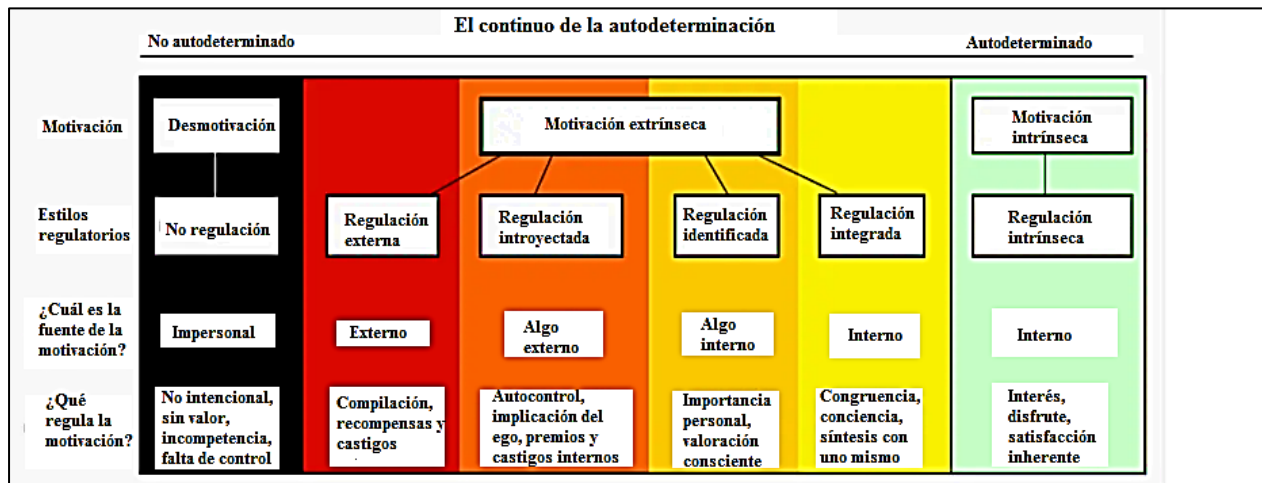 El continuo de la autodeterminación
No autodeterminado
Autodeterminado
Motivación
Desmotivación
Motivación extrínseca
Motivación
intrínseca
Estilos
regulatorios
No regulación
Regulación
externa
Regulación
introyectada
Regulación
identificada
Regulación
integrada
Regulación
intrínseca
¿Cuál es la
fuente de la
motivación?
Impersonal
Externo
Algo
externo
Algo
interno
Interno
Interno
¿Qué
regula la
motivación?
No intencional,
sin valor,
incompetencia,
falta de control
Compilación,
recompensas y
castigos
Autocontrol,
implicación del
ego, premios y
castigos internos
Importancia
personal,
valoración
consciente
Congruencia,
conciencia,
síntesis con
uno mismo
Interés,
disfrute,
satisfacción
inherente